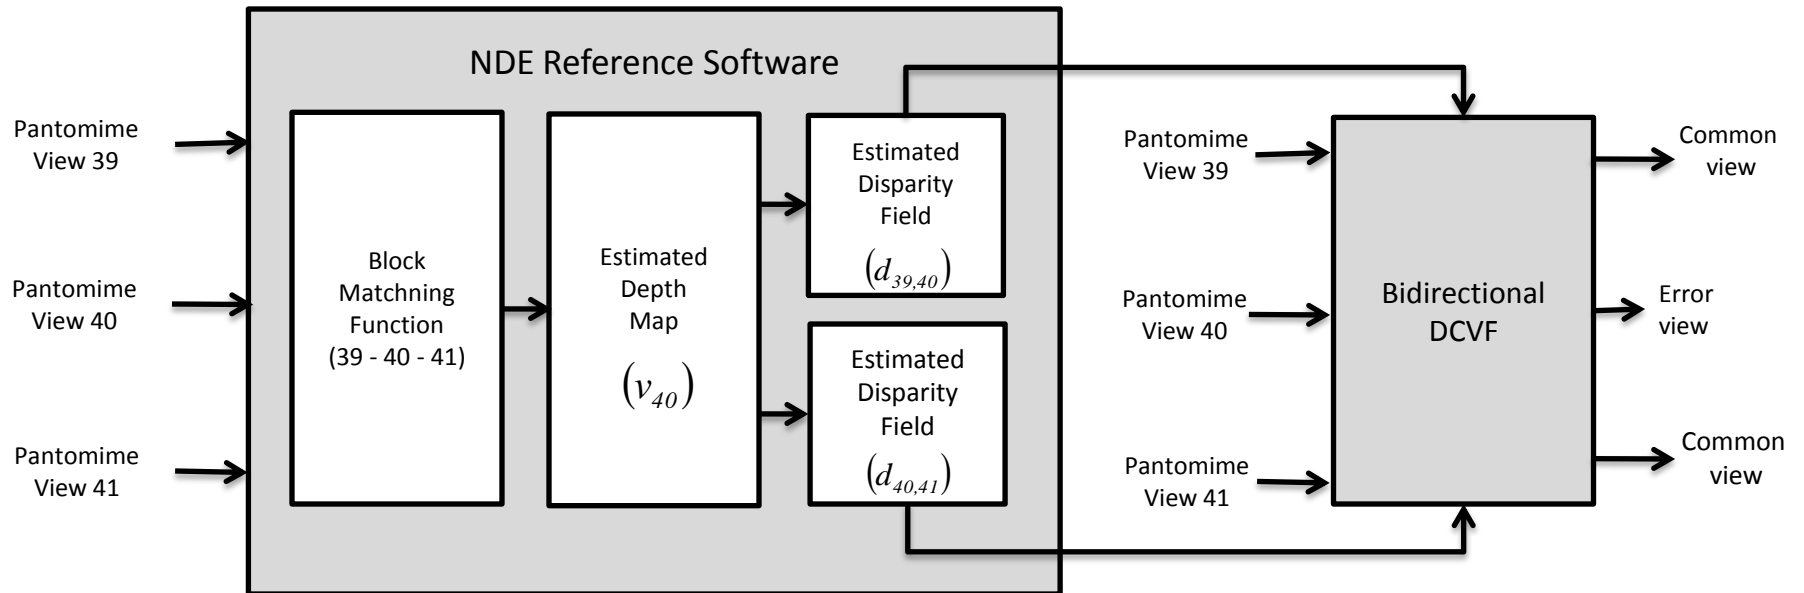 NDE Reference Software
Pantomime
View 39
Pantomime
View 40
Pantomime
View 41
Block
Matchning
Function
(39 - 40 - 41)
Estimated
Depth
Map
(v40)
Estimated
Disparity
Field
(d39,40)
Estimated
Disparity
Field
(d40,41)
Pantomime
View 39
Pantomime
View 40
Pantomime
View 41
Bidirectional
DCVF
Common
view
Error
view
Common
view